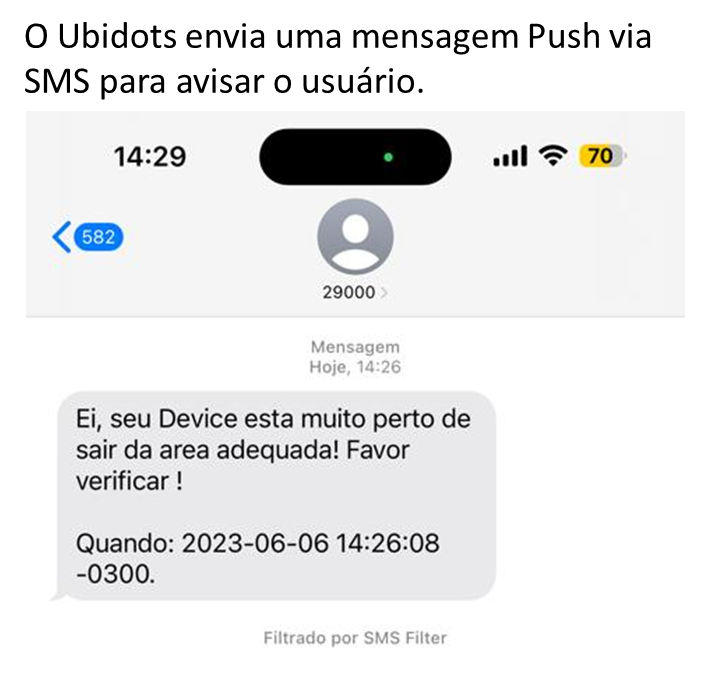 O Ubidots envia uma mensagem Push via
SMS para avisar o usuário.
14:29
70
582
29000
Mensagem
Hoje, 14:26
Ei, seu Device esta muito perto de
sair da area adequada! Favor
verificar !
Quando: 2023-06-06 14:26:08
-0300.
Filtrado por SMS Filter